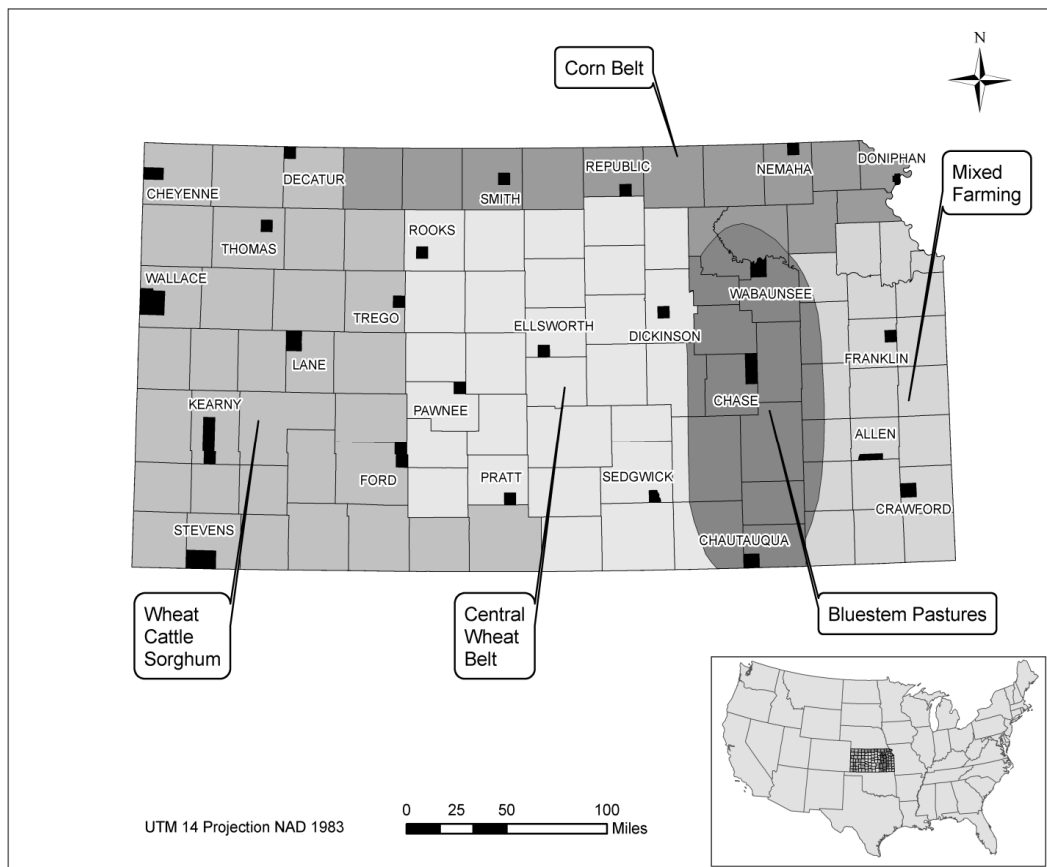 N
Corn Belt
Mixed
Farming
CHEYENNE
DECATUR
SMITH
REPUBLIC
NEMAHA
DONIPHAN
THOMAS
ROOKS
WALLACE
TREGO
ELLSWORTH
DICKINSON
WABAUNSEE
LANE
FRANKLIN
KEARNY
PAWNEE
CHASE
ALLEN
FORD
PRATT
SEDGWICK
CRAWFORD
STEVENS
CHAUTAUQUA
Wheat
Cattle
Sorghum
Central
Wheat
Belt
Bluestem Pastures
UTM 14 Projection NAD 1983
0 25 50 100
Miles